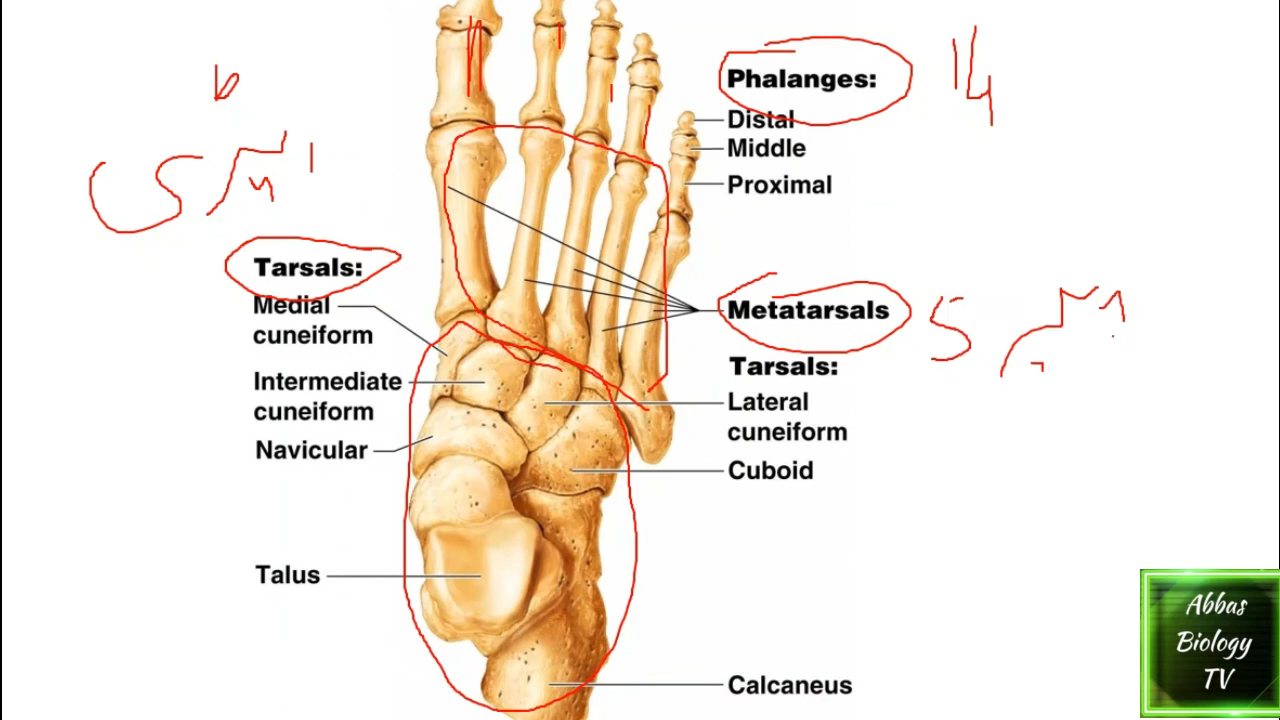 Phalanges:
14
Distal
Middle
Proximal
Tarsals:
Medial
cuneiform
Intermediate
cuneiform
Navicular
Talus
Metatarsals
5
Tarsals:
Lateral
cuneiform
Cuboid
Calcaneus
Abbas
Biology
TV